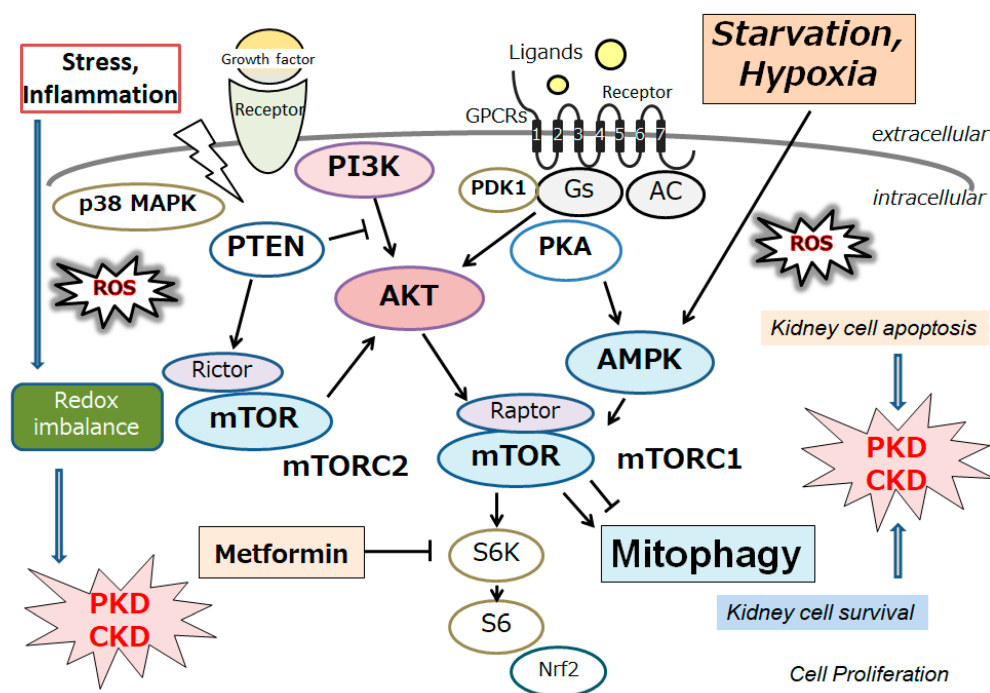 Stress,
Inflammation
Growth factor
Receptor
Ligands
GPCRs
Receptor
1 2 3 4 5 6 7
Starvation,
Hypoxia
extracellular
intracellular
p38 MAPK
PI3K
PDK1
Gs
AC
PTEN
PKA
ROS
ROS
AKT
Kidney cell apoptosis
Rictor
mTOR
mTORC2
AMPK
Redox
imbalance
Raptor
mTOR
mTORC1
PKD
CKD
Metformin
S6K
Mitophagy
PKD
CKD
S6
Kidney cell survival
Nrf2
Cell Proliferation